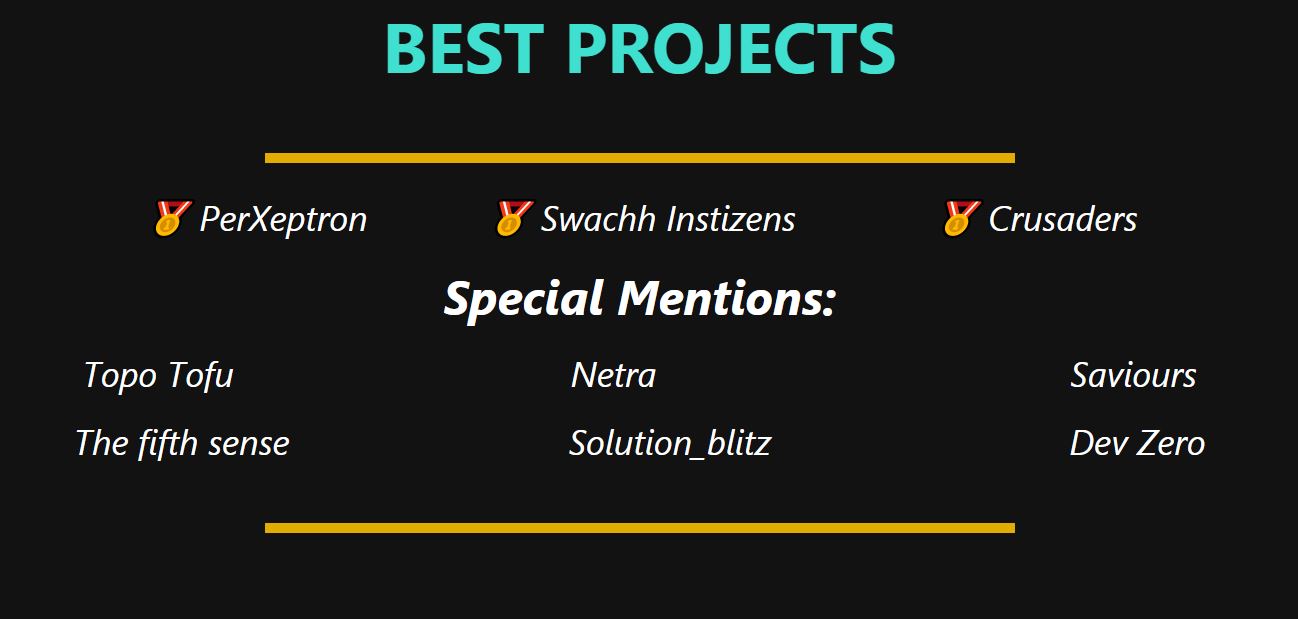 BEST PROJECTS
🏅 PerXeptron 🏅 Swachh Instizens 🏅 Crusaders
Special Mentions:
Topo Tofu Netra Saviours
The fifth sense Solution_blitz Dev Zero